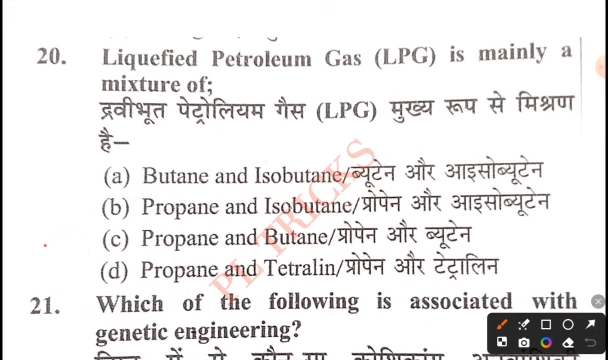 20. Liquefied Petroleum Gas (LPG) is mainly a
mixture of;
द्रवीभूत पेट्रोलियम गैस (LPG) मुख्य रूप से मिश्रण
है–
(a) Butane and Isobutane/ब्यूटेन और आइसोब्यूटेन
(b) Propane and Isobutane/प्रोपेन और आइसोब्यूटेन
(c) Propane and Butane/प्रोपेन और ब्यूटेन
(d) Propane and Tetralin/प्रोपेन और टेट्रालिन
PL TRICKS
21. Which of the following is associated with
genetic engineering?